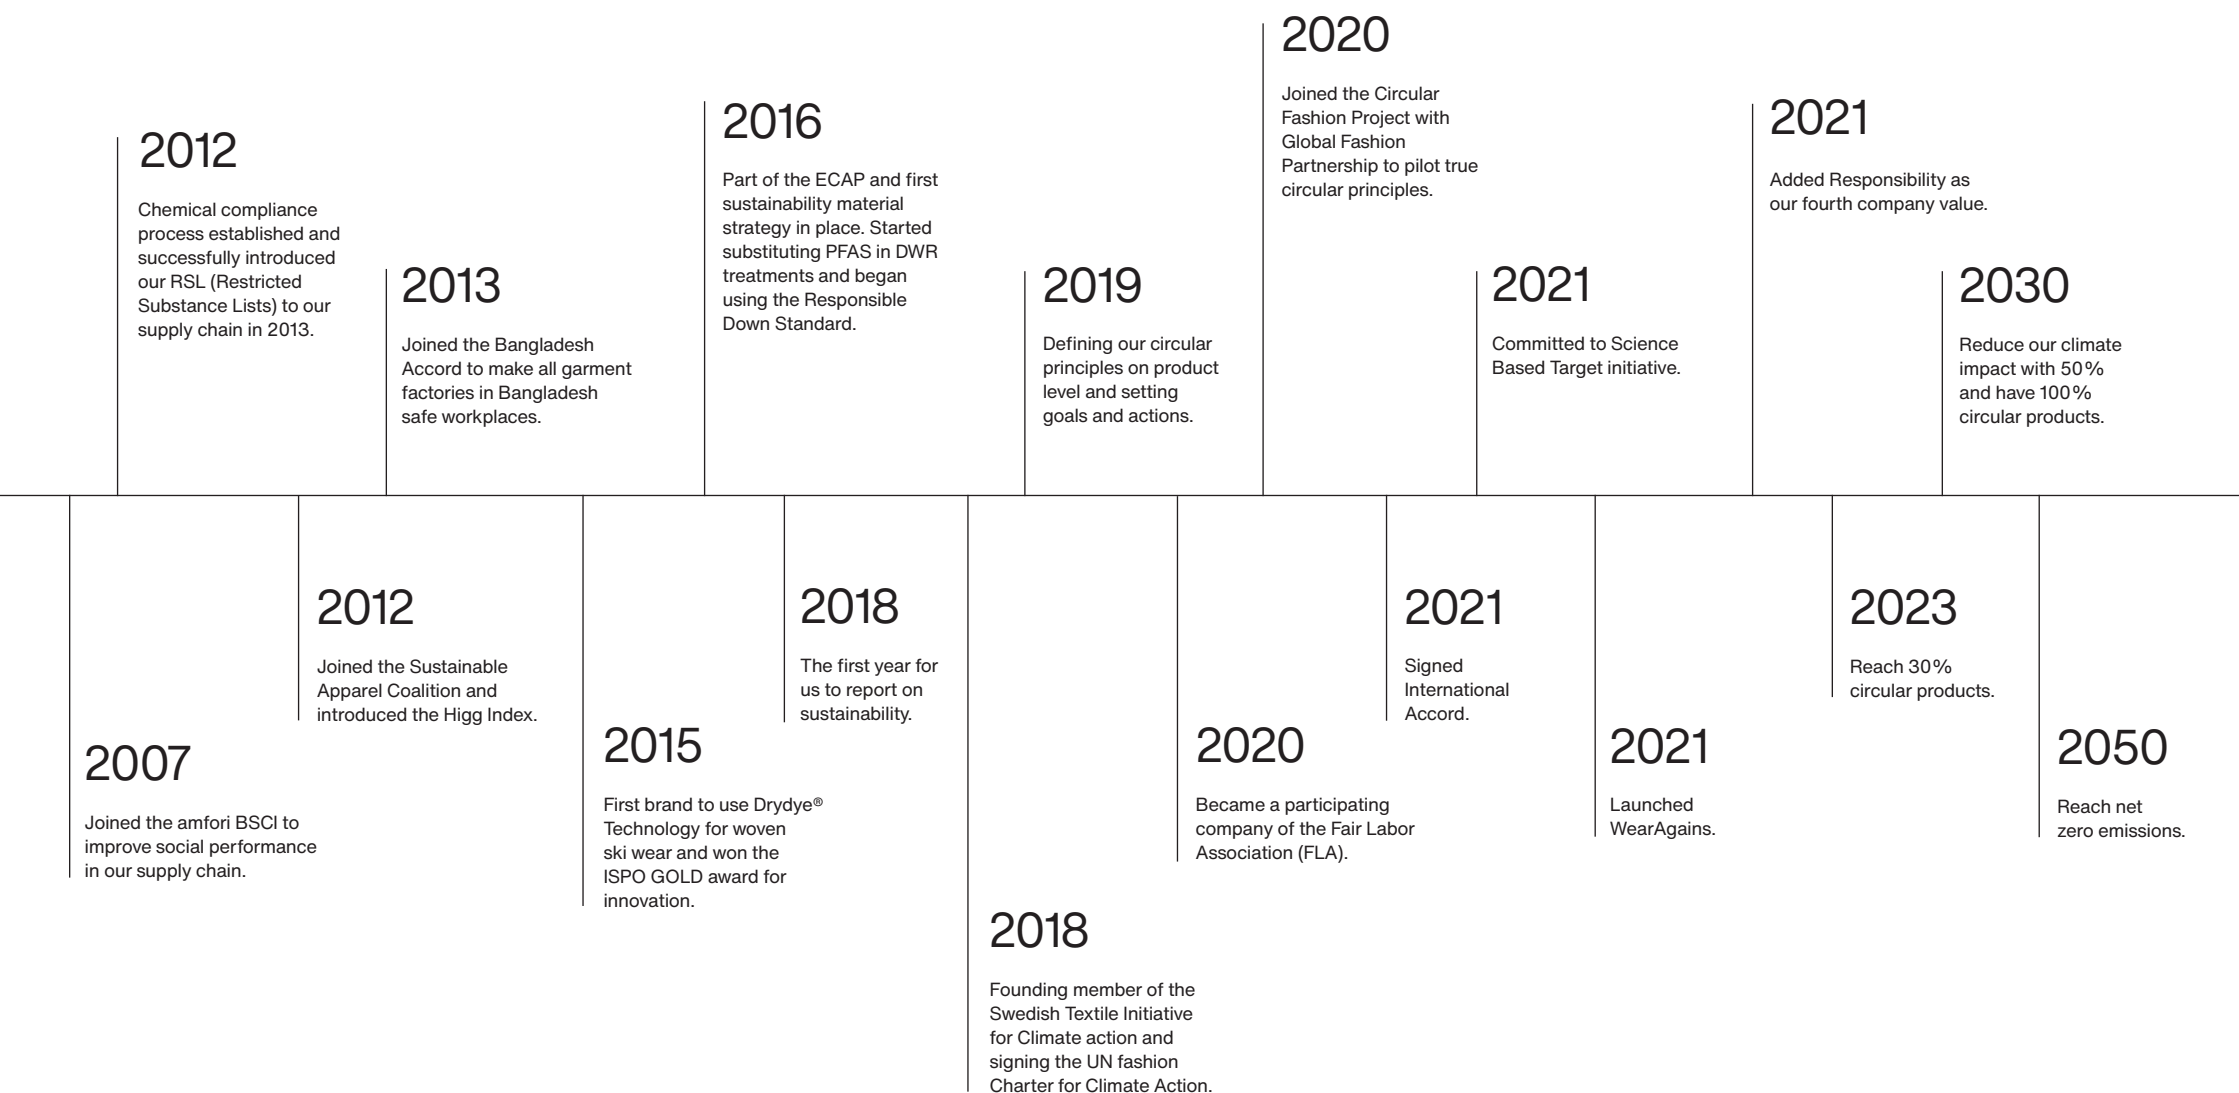 2012
Chemical compliance
process established and
successfully introduced
our RSL (Restricted
Substance Lists) to our
supply chain in 2013.
2013
Joined the Bangladesh
Accord to make all garment
factories in Bangladesh
safe workplaces.
2016
Part of the ECAP and first
sustainability material
strategy in place. Started
substituting PFAS in DWR
treatments and began
using the Responsible
Down Standard.
2019
Defining our circular
principles on product
level and setting
goals and actions.
2020
Joined the Circular
Fashion Project with
Global Fashion
Partnership to pilot true
circular principles.
2021
Committed to Science
Based Target initiative.
2021
Added Responsibility as
our fourth company value.
2030
Reduce our climate
impact with 50%
and have 100%
circular products.
2007
Joined the amfori BSCI to
improve social performance
in our supply chain.
2012
Joined the Sustainable
Apparel Coalition and
introduced the Higg Index.
2015
First brand to use Drydye®
Technology for woven
ski wear and won the
ISPO GOLD award for
innovation.
2018
The first year for
us to report on
sustainability.
2018
Founding member of the
Swedish Textile Initiative
for Climate action and
signing the UN fashion
Charter for Climate Action.
2020
Became a participating
company of the Fair Labor
Association (FLA).
2021
Signed
International
Accord.
2021
Launched
WearAgains.
2023
Reach 30%
circular products.
2050
Reach net
zero emissions.